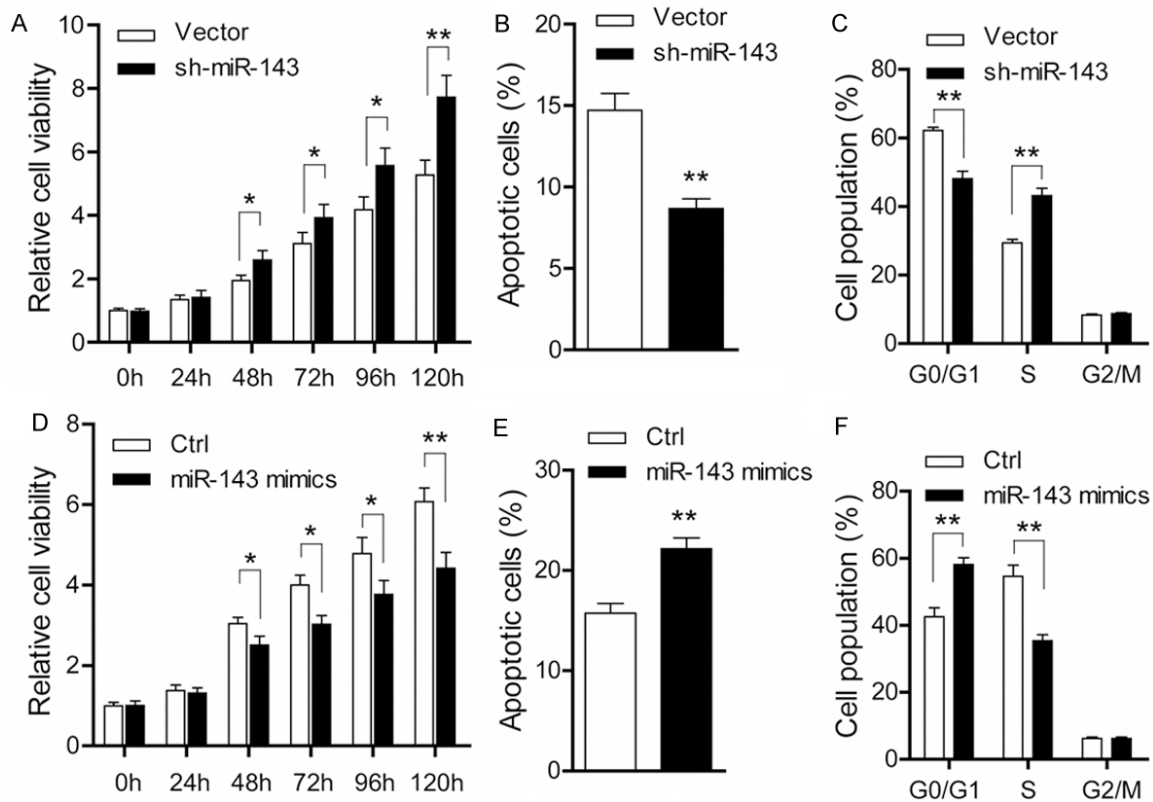 A
Relative cell viability
10
8
6
4
2
0
Vector
sh-miR-143
*
*
*
**
0h 24h 48h 72h 96h 120h
B
Apoptotic cells (%)
20
15
10
5
0
Vector
sh-miR-143
**
C
Cell population (%)
80
60
40
20
0
Vector
sh-miR-143
**
**
G0/G1 S G2/M
D
Relative cell viability
8
6
4
2
0
Ctrl
miR-143 mimics
*
*
*
**
0h 24h 48h 72h 96h 120h
E
Apoptotic cells (%)
30
20
10
0
Ctrl
miR-143 mimics
**
F
Cell population (%)
80
60
40
20
0
Ctrl
miR-143 mimics
**
**
G0/G1 S G2/M